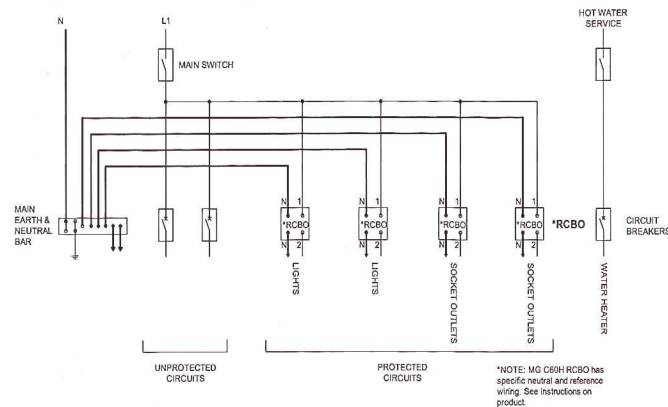 N
L1
HOT WATER
SERVICE
MAIN SWITCH
MAIN
EARTH &
NEUTRAL
BAR
N 1
*RCBO
N 2
N 1
*RCBO
N 2
N 1
*RCBO
N 2
N 1
*RCBO
N 2
*RCBO
CIRCUIT
BREAKERS
LIGHTS
LIGHTS
SOCKET OUTLETS
SOCKET OUTLETS
WATER HEATER
UNPROTECTED
CIRCUITS
PROTECTED
CIRCUITS
*NOTE: MG C60H RCBO has
specific neutral and reference
wiring. See instructions on
product.